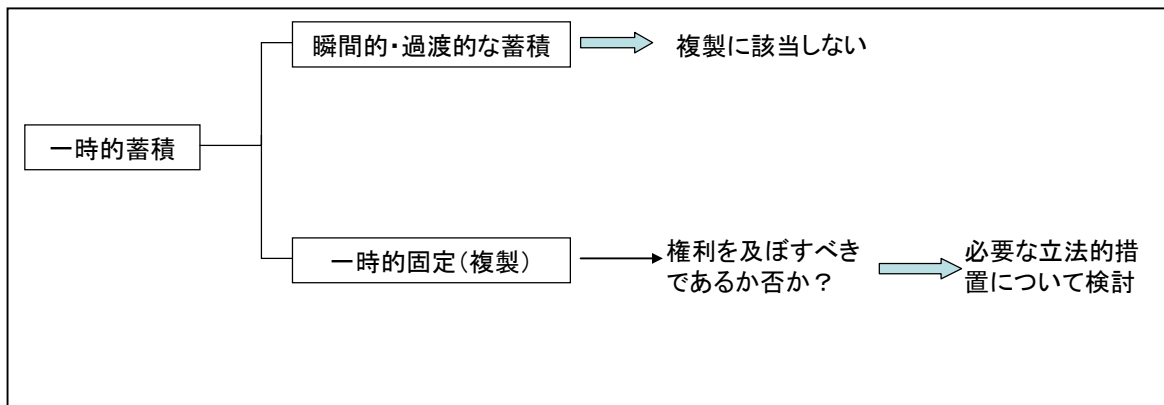 瞬間的・過渡的な蓄積
複製に該当しない
一時的蓄積
一時的固定（複製）
権利を及ぼすべき
であるか否か？
必要な立法的措
置について検討